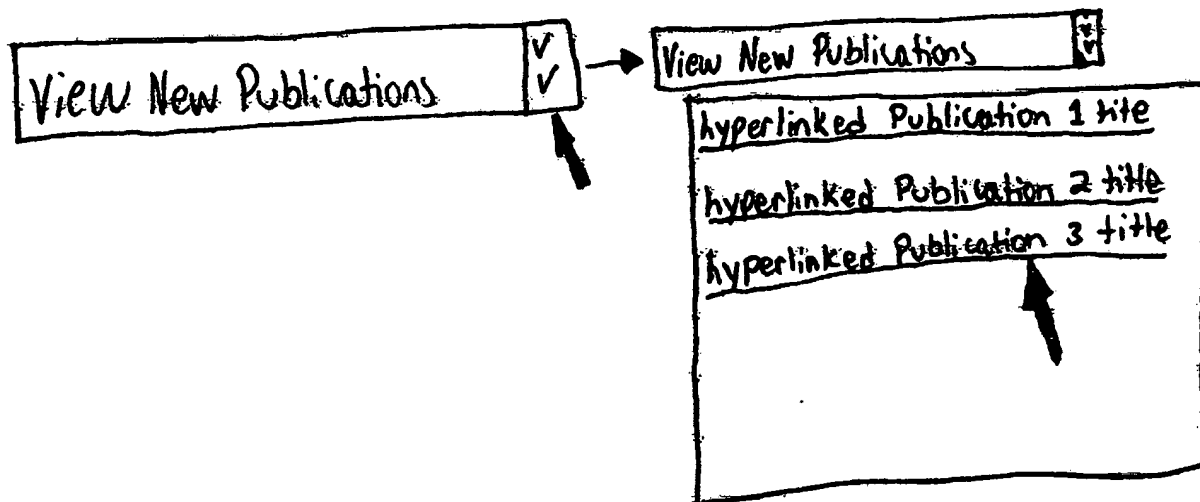 View New Publications
View New Publications
hyperlinked Publication 1 tite
hyperlinked Publication 2 title
hyperlinked Publication 3 title